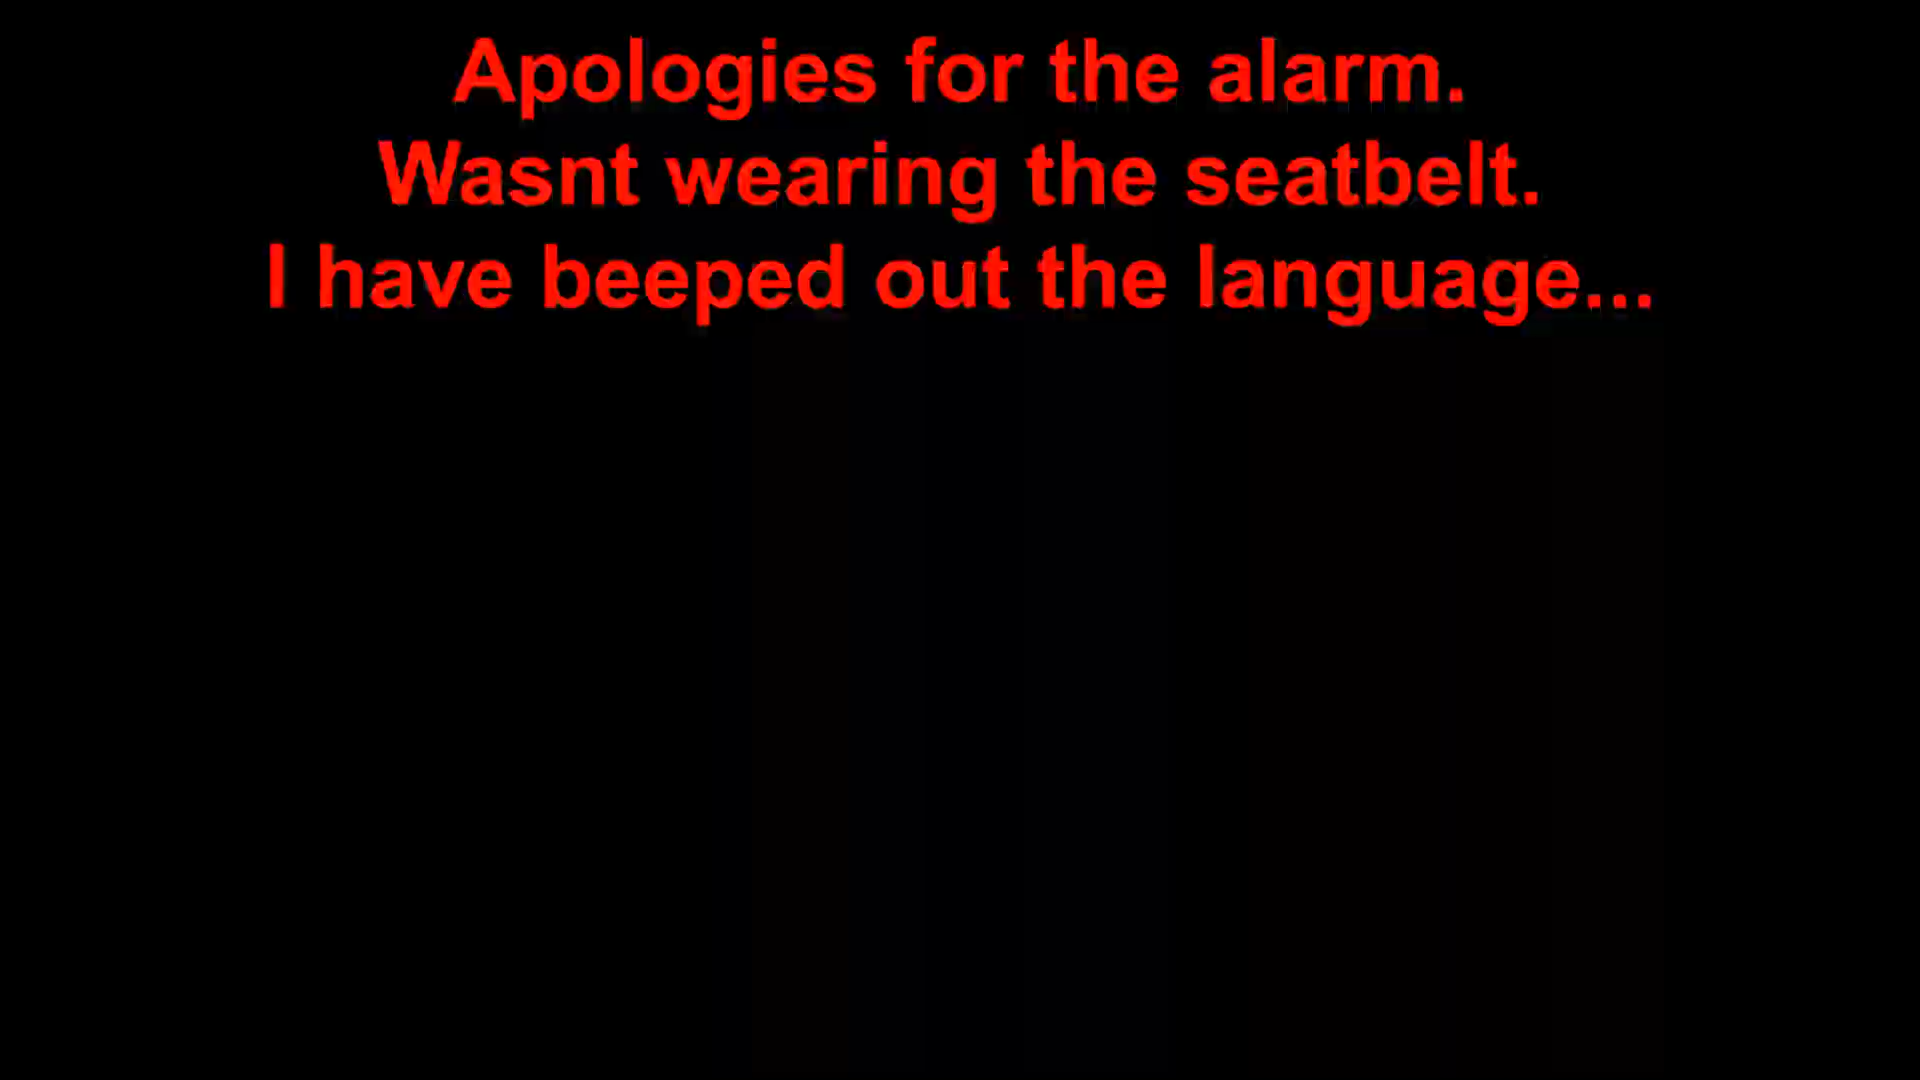 Apologies for the alarm.
Wasnt wearing the seatbelt.
I have beeped out the language...